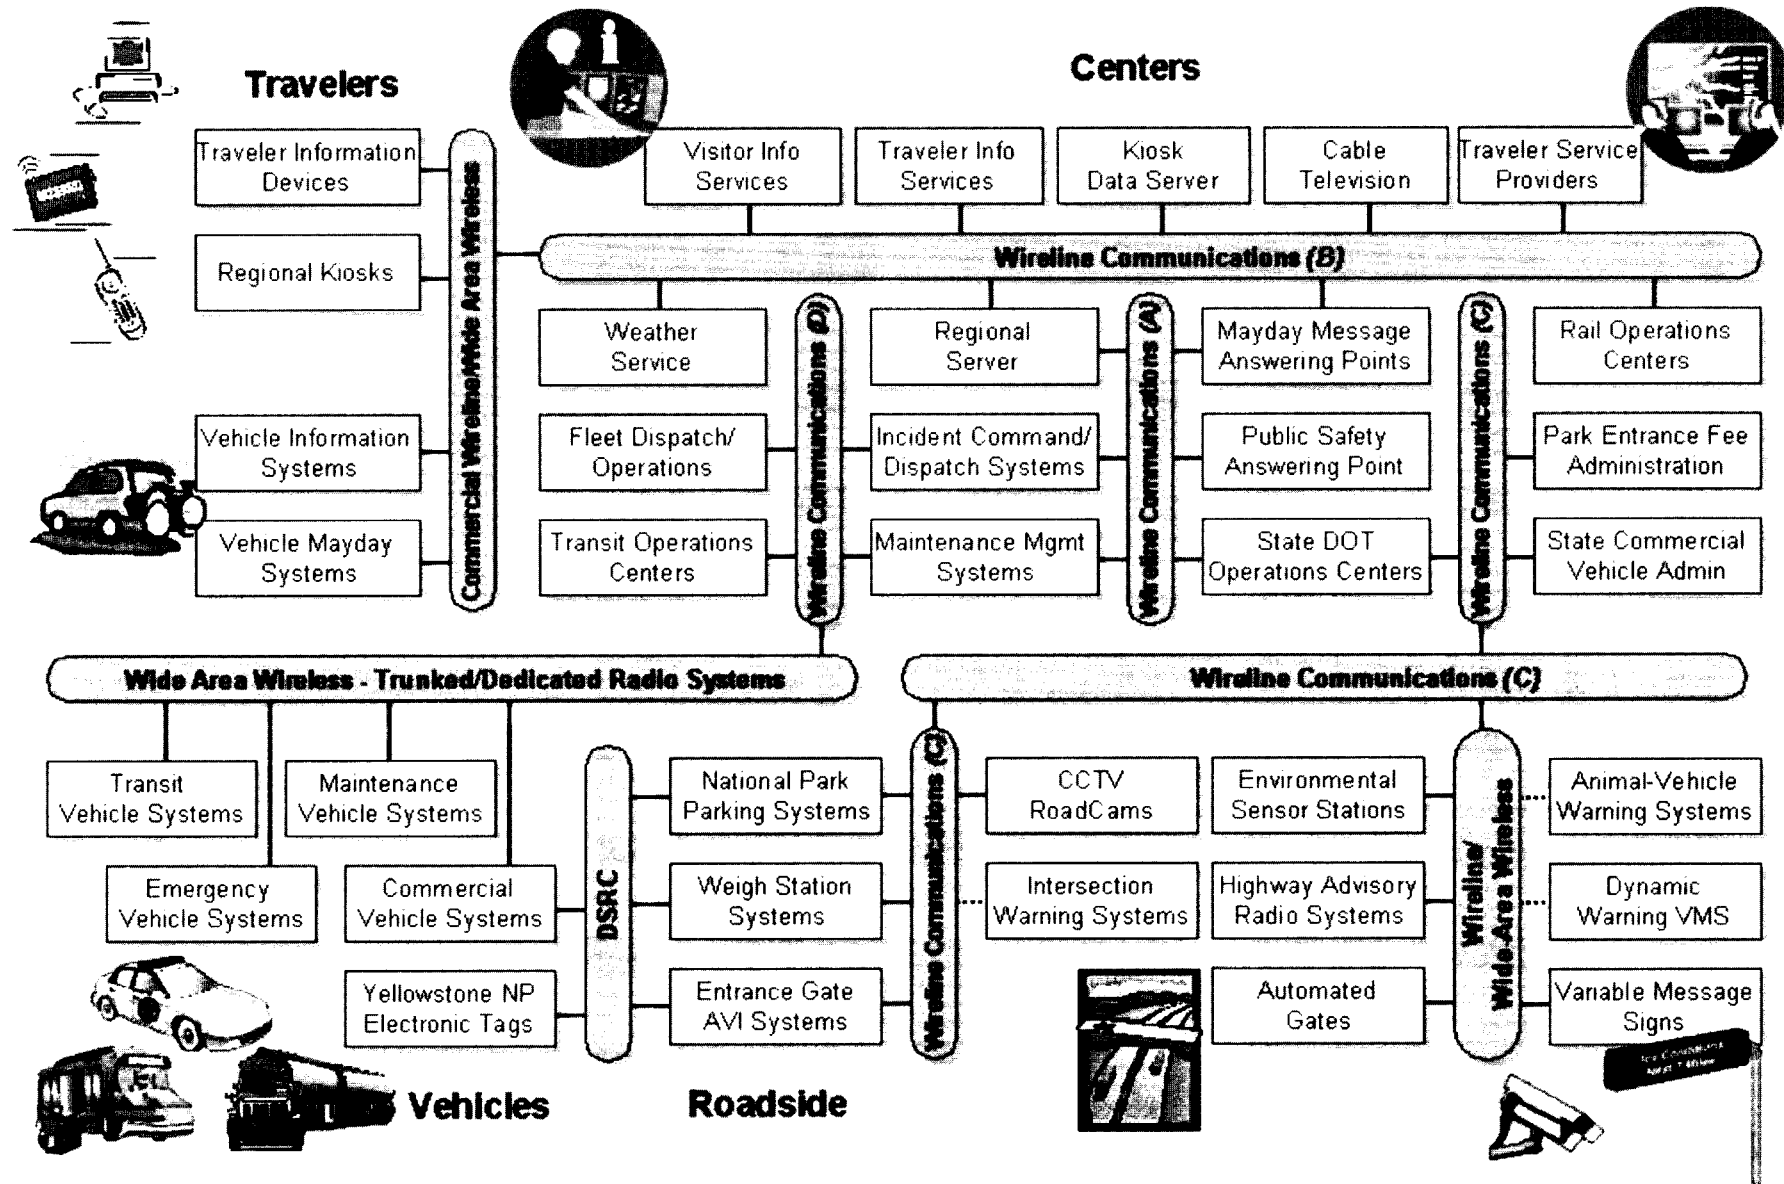 Travelers
Centers
Traveler Information
Devices
Regional Kiosks
Vehicle Information
Systems
Vehicle Mayday
Systems
Commercial Wireline/Wide Area Wireless
Visitor Info
Services
Traveler Info
Services
Kiosk
Data Server
Cable
Television
Traveler Service
Providers
Wireline Communications (B)
Weather
Service
Regional
Server
Mayday Message
Answering Points
Rail Operations
Centers
Fleet Dispatch/
Operations
Incident Command/
Dispatch Systems
Public Safety
Answering Point
Park Entrance Fee
Administration
Transit Operations
Centers
Maintenance Mgmt
Systems
State DOT
Operations Centers
State Commercial
Vehicle Admin
Wireline Communications (D)
Wireline Communications (A)
Wireline Communications (C)
Wide Area Wireless - Trunked/Dedicated Radio Systems
Wireline Communications (C)
Transit
Vehicle Systems
Maintenance
Vehicle Systems
Emergency
Vehicle Systems
Commercial
Vehicle Systems
Yellowstone NP
Electronic Tags
DSRC
National Park
Parking Systems
Weigh Station
Systems
Entrance Gate
AVI Systems
Wireline Communications (C)
CCTV
RoadCams
Intersection
Warning Systems
Environmental
Sensor Stations
Highway Advisory
Radio Systems
Automated
Gates
Wireline/
Wide-Area Wireless
Animal-Vehicle
Warning Systems
Dynamic
Warning VMS
Variable Message
Signs
Vehicles
Roadside